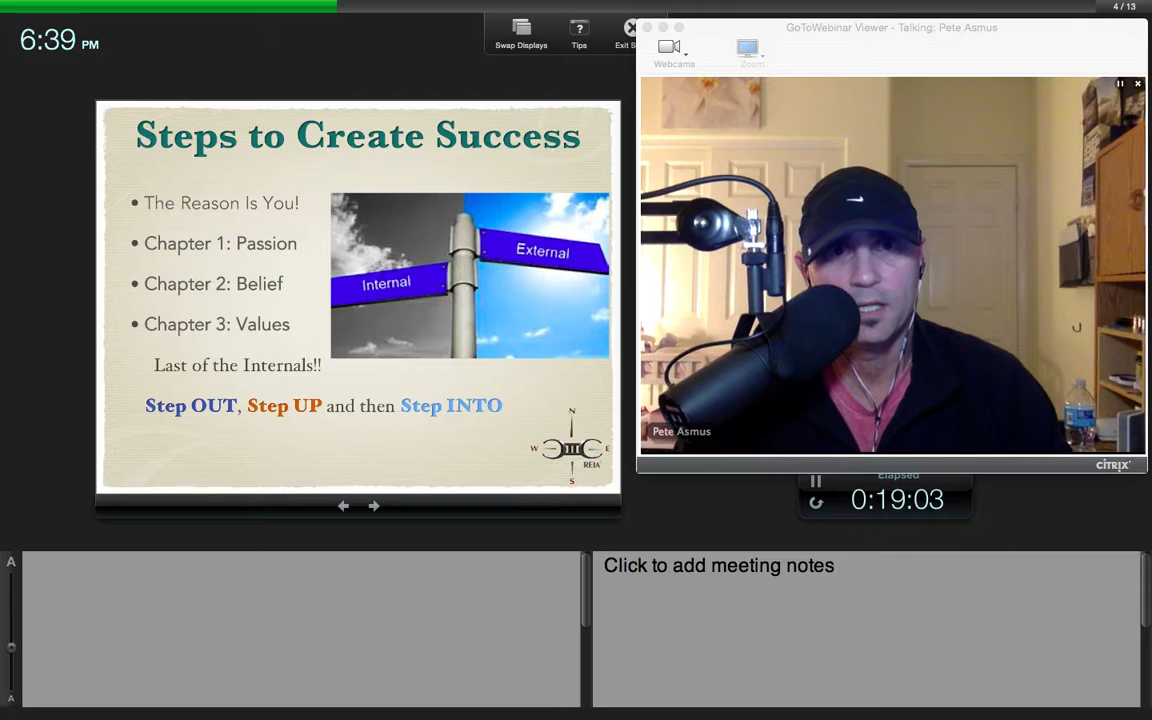 4 / 13
6:39 PM
Swap Displays
Tips
Exit S
GoToWebinar Viewer - Talking: Pete Asmus
Webcams
Zoom
Steps to Create Success
• The Reason Is You!
• Chapter 1: Passion
• Chapter 2: Belief
• Chapter 3: Values
Last of the Internals!!
Step OUT, Step UP and then Step INTO
Internal
External
N
W
E
REIA
S
Pete Asmus
CITRIX
Elapsed
0:19:03
A
A
Click to add meeting notes